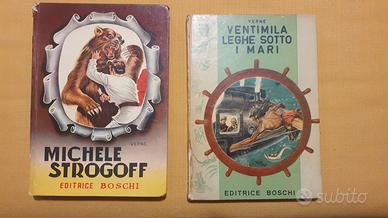 VERNE
MICHELE
STROGOFF
EDITRICE BOSCHI
VERNE
VENTIMILA
LEGHE SOTTO
I MARI
EDITRICE BOSCHI
subito